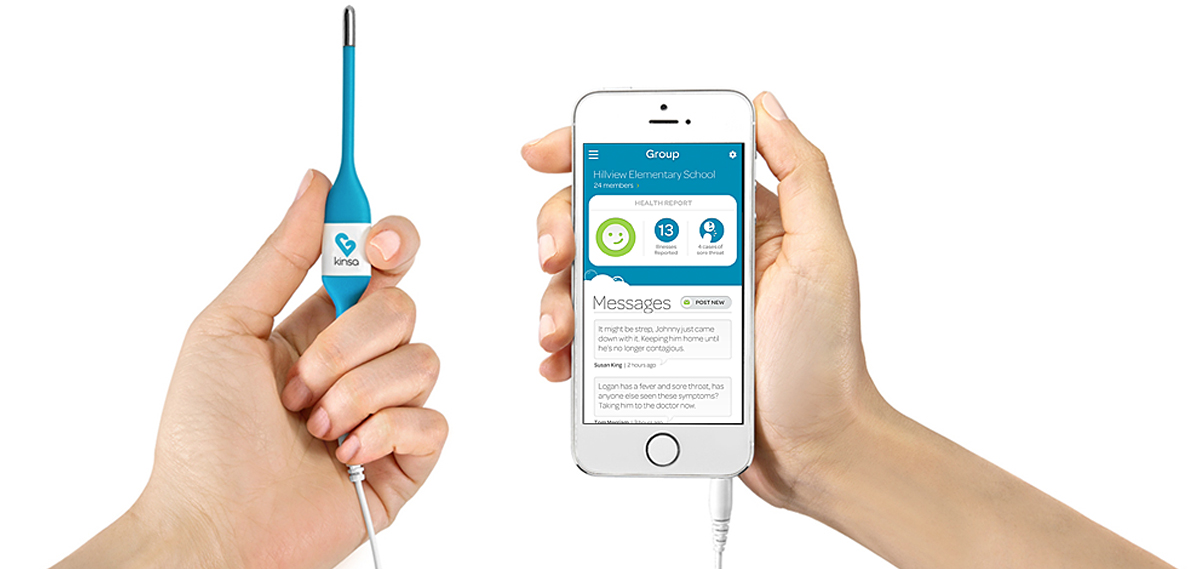 kinsa
Group
Hillview Elementary School
24 members
HEALTH REPORT
13
Illnesses
Reported
4 cases of
sore throat
Messages
POST NEW
It might be strep, Johnny just came
down with it. Keeping him home until
he's no longer contagious.
Susan King | 2 hours ago
Logan has a fever and sore throat, has
anyone else seen these symptoms?
Taking him to the doctor now.